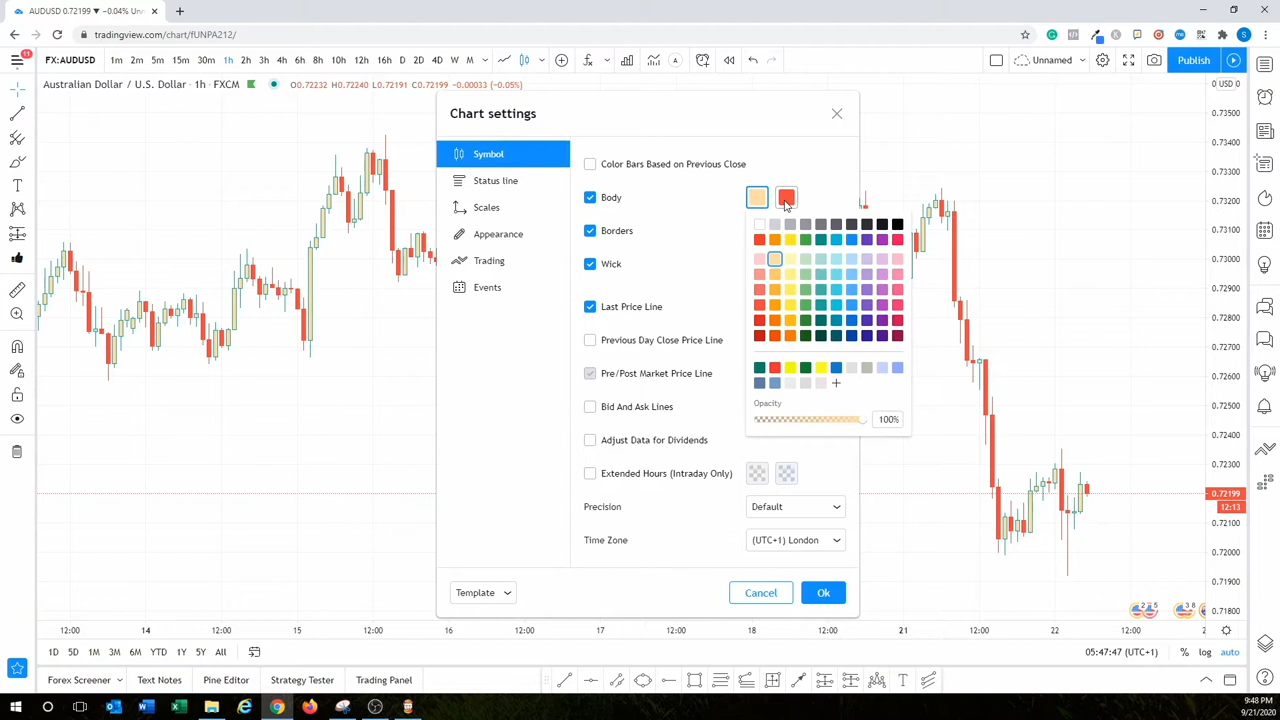 AUDUSD 0.72199 ▼ −0.04% Un
tradingview.com/chart/fUNPA212/
11
FX:AUDUSD 1m 2m 5m 15m 30m 1h 2h 3h 4h 6h 8h 10h 12h 16h D 2D 4D W M Unnamed Publish
Australian Dollar / U.S. Dollar · 1h · FXCM O0.72232 H0.72240 L0.72191 C0.72199 −0.00033 (−0.05%)
USD
Chart settings
Symbol
Status line
Scales
Appearance
Trading
Events
Color Bars Based on Previous Close
Body
Borders
Wick
Last Price Line
Previous Day Close Price Line
Pre/Post Market Price Line
Bid And Ask Lines
Adjust Data for Dividends
Extended Hours (Intraday Only)
Precision Default
Time Zone (UTC+1) London
Opacity
100%
Template Cancel Ok
0.73500
0.73400
0.73300
0.73200
0.73100
0.73000
0.72900
0.72800
0.72700
0.72600
0.72500
0.72400
0.72300
0.72199
12:13
0.72000
0.71900
0.71800
12:00 14 12:00 15 12:00 16 12:00 17 12:00 18 12:00 21 12:00 22 12:00
1D 5D 1M 3M 6M YTD 1Y 5Y All 05:47:47 (UTC+1) % log auto
Forex Screener Text Notes Pine Editor Strategy Tester Trading Panel
9:48 PM
9/21/2020